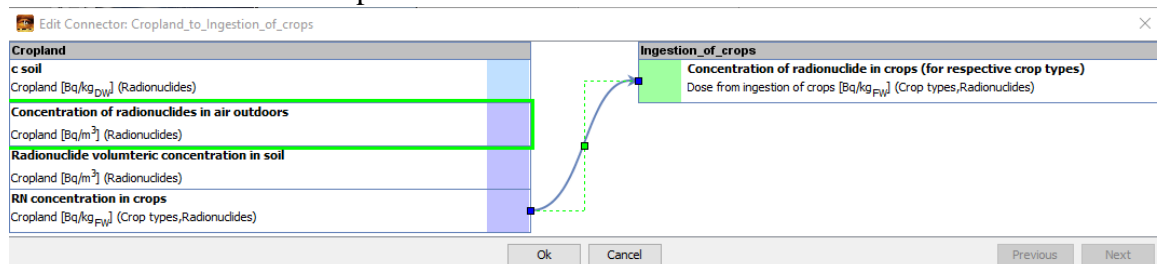 Edit Connector: Cropland_to_Ingestion_of_crops
Cropland
c soil
Cropland [Bq/kgDW] (Radionuclides)
Concentration of radionuclides in air outdoors
Cropland [Bq/m3] (Radionuclides)
Radionuclide volumteric concentration in soil
Cropland [Bq/m3] (Radionuclides)
RN concentration in crops
Cropland [Bq/kgFW] (Crop types,Radionuclides)
Ingestion_of_crops
Concentration of radionuclide in crops (for respective crop types)
Dose from ingestion of crops [Bq/kgFW] (Crop types,Radionuclides)
Ok Cancel Previous Next